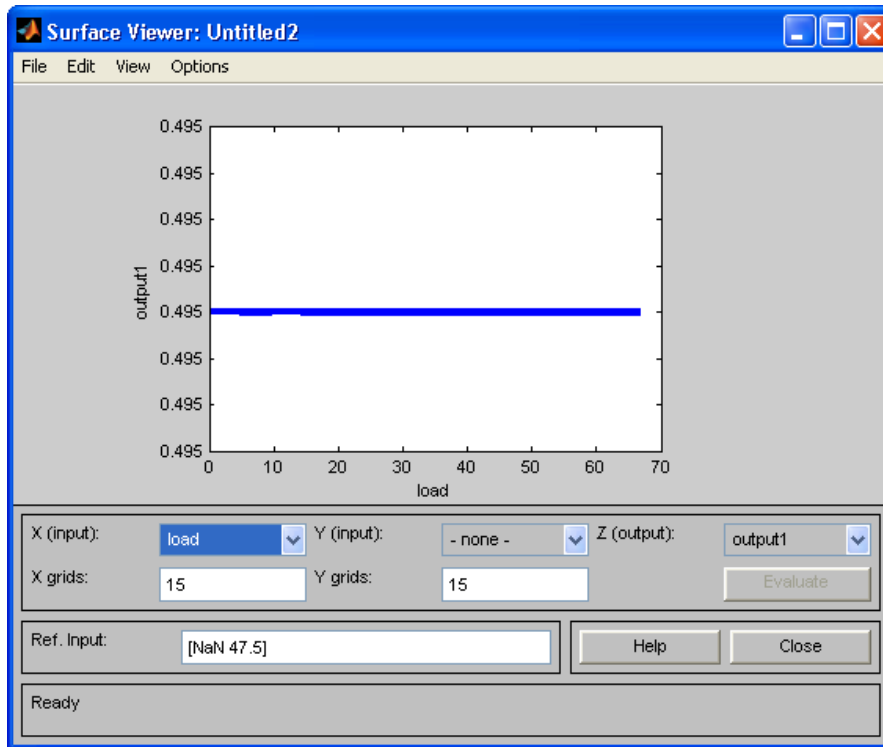 Surface Viewer: Untitled2
File Edit View Options
0.495
0.495
0.495
0.495
0.495
0.495
0.495
0.495
output1
0 10 20 30 40 50 60 70
load
X (input): load Y (input): - none - Z (output): output1
X grids: 15 Y grids: 15 Evaluate
Ref. Input: [NaN 47.5] Help Close
Ready